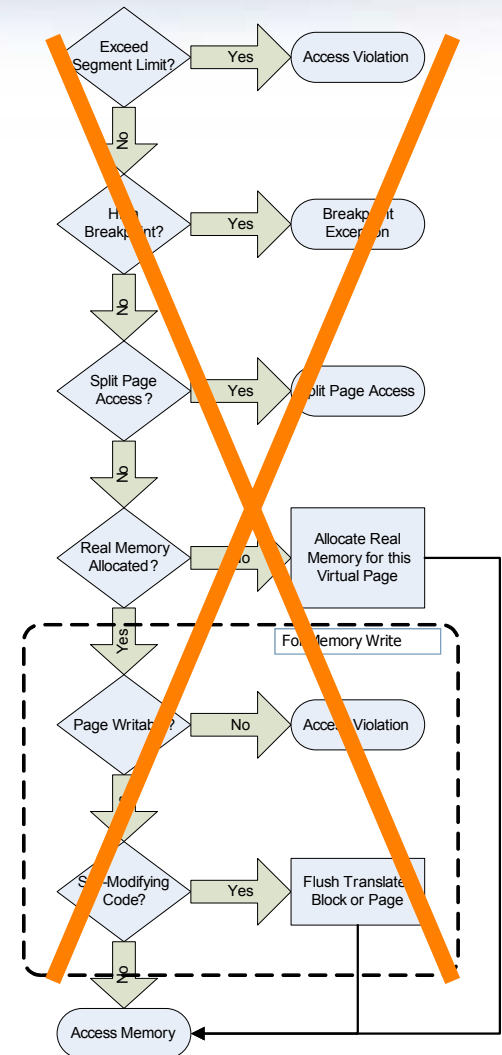 Exceed
Segment Limit?
Yes
Access Violation
No
Breakpoint?
Yes
Breakpoint
Exception
No
Split Page
Access?
Yes
Split Page Access
No
Real Memory
Allocated?
No
Allocate Real
Memory for this
Virtual Page
Yes
For Memory Write
Page Writable?
No
Access Violation
Self-Modifying
Code?
Yes
Flush Translated
Block or Page
No
Access Memory